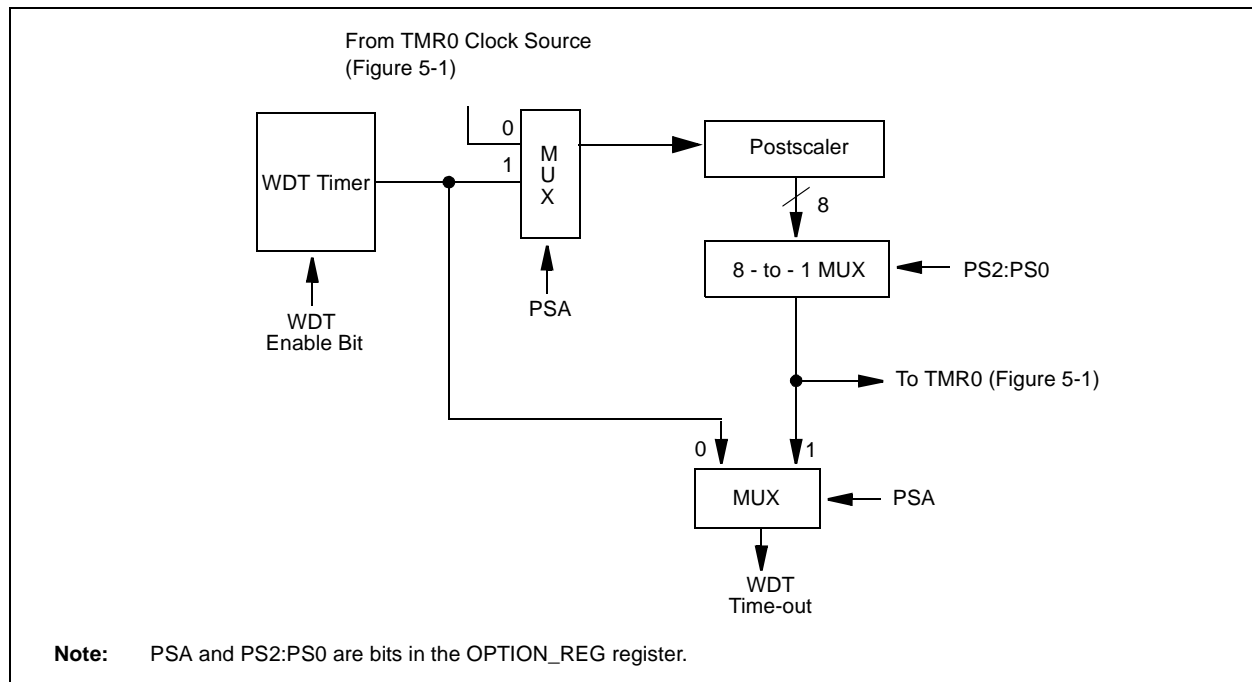 From TMR0 Clock Source
(Figure 5-1)
0
1
M
U
X
Postscaler
WDT Timer
8
8 - to - 1 MUX
PS2:PS0
PSA
WDT
Enable Bit
To TMR0 (Figure 5-1)
0
1
MUX
PSA
WDT
Time-out
Note: PSA and PS2:PS0 are bits in the OPTION_REG register.